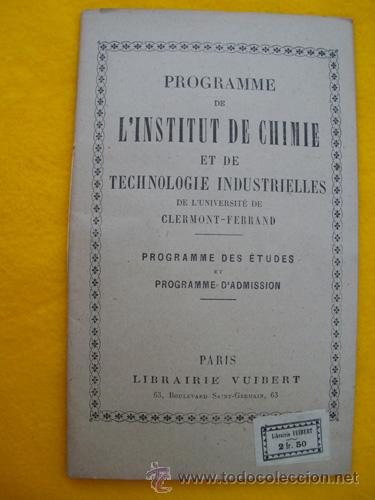 PROGRAMME
DE
L'INSTITUT DE CHIMIE
ET DE
TECHNOLOGIE INDUSTRIELLES
DE L'UNIVERSITÉ DE
CLERMONT-FERRAND
PROGRAMME DES ÉTUDES
ET
PROGRAMME D'ADMISSION
PARIS
LIBRAIRIE VUIBERT
63, BOULEVARD SAINT-GERMAIN, 63
Librairie VUIBERT
2 fr. 50
todocoleccion.net